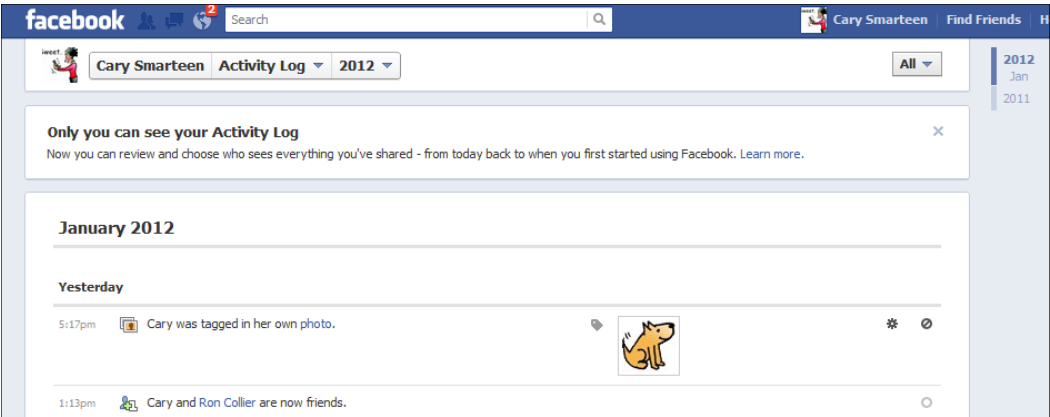 facebook 2 Search Cary Smarteen Find Friends H
Cary Smarteen Activity Log 2012 All
2012
Jan
2011
Only you can see your Activity Log
Now you can review and choose who sees everything you've shared - from today back to when you first started using Facebook. Learn more.
January 2012
Yesterday
5:17pm Cary was tagged in her own photo.
1:13pm Cary and Ron Collier are now friends.